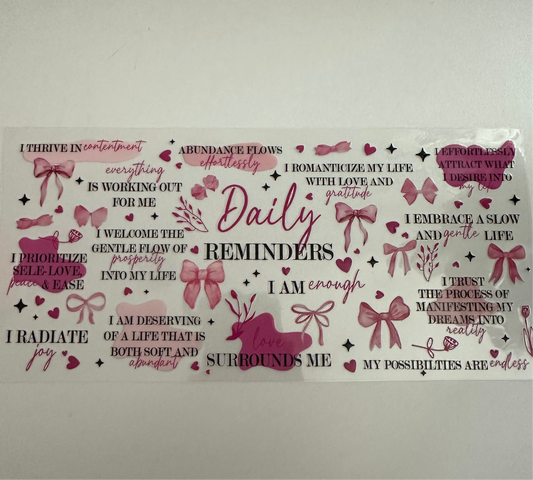 I THRIVE IN contentment
everything
IS WORKING OUT
FOR ME
I WELCOME THE
GENTLE FLOW OF
prosperity
INTO MY LIFE
I PRIORITIZE
SELF-LOVE,
peace & EASE
I RADIATE
joy
I AM DESERVING
OF A LIFE THAT IS
BOTH SOFT AND
abundant
ABUNDANCE FLOWS
effortlessly
I ROMANTICIZE MY LIFE
WITH LOVE AND
gratitude
Daily
REMINDERS
I AM enough
love
SURROUNDS ME
I EFFORTLESSLY
ATTRACT WHAT
I DESIRE INTO
my life
I EMBRACE A SLOW
AND gentle LIFE
I TRUST
THE PROCESS OF
MANIFESTING MY
DREAMS INTO
reality
MY POSSIBILTIES ARE endless